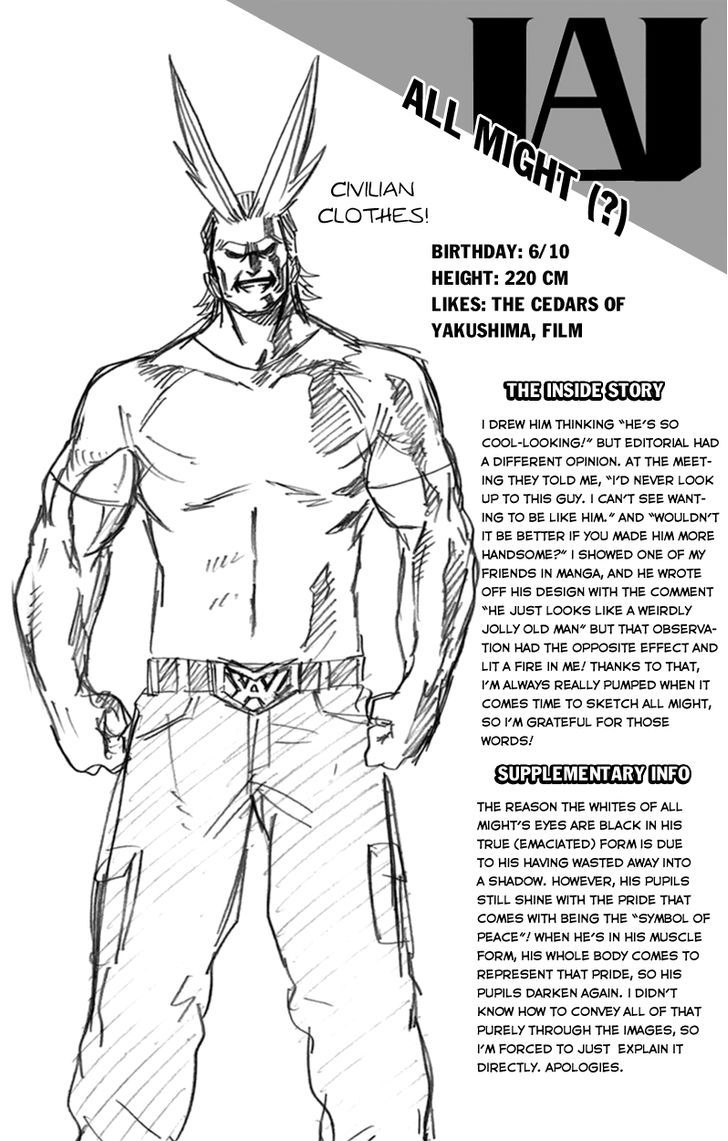 UA
ALL MIGHT (?)
CIVILIAN
CLOTHES!
BIRTHDAY: 6/10
HEIGHT: 220 CM
LIKES: THE CEDARS OF
YAKUSHIMA, FILM
THE INSIDE STORY
I DREW HIM THINKING "HE'S SO
COOL-LOOKING!" BUT EDITORIAL HAD
A DIFFERENT OPINION. AT THE MEET-
ING THEY TOLD ME, "I'D NEVER LOOK
UP TO THIS GUY. I CAN'T SEE WANT-
ING TO BE LIKE HIM." AND "WOULDN'T
IT BE BETTER IF YOU MADE HIM MORE
HANDSOME?" I SHOWED ONE OF MY
FRIENDS IN MANGA, AND HE WROTE
OFF HIS DESIGN WITH THE COMMENT
"HE JUST LOOKS LIKE A WEIRDLY
JOLLY OLD MAN" BUT THAT OBSERVA-
TION HAD THE OPPOSITE EFFECT AND
LIT A FIRE IN ME! THANKS TO THAT,
I'M ALWAYS REALLY PUMPED WHEN IT
COMES TIME TO SKETCH ALL MIGHT,
SO I'M GRATEFUL FOR THOSE
WORDS!
SUPPLEMENTARY INFO
THE REASON THE WHITES OF ALL
MIGHT'S EYES ARE BLACK IN HIS
TRUE (EMACIATED) FORM IS DUE
TO HIS HAVING WASTED AWAY INTO
A SHADOW. HOWEVER, HIS PUPILS
STILL SHINE WITH THE PRIDE THAT
COMES WITH BEING THE "SYMBOL OF
PEACE"! WHEN HE'S IN HIS MUSCLE
FORM, HIS WHOLE BODY COMES TO
REPRESENT THAT PRIDE, SO HIS
PUPILS DARKEN AGAIN. I DIDN'T
KNOW HOW TO CONVEY ALL OF THAT
PURELY THROUGH THE IMAGES, SO
I'M FORCED TO JUST EXPLAIN IT
DIRECTLY. APOLOGIES.